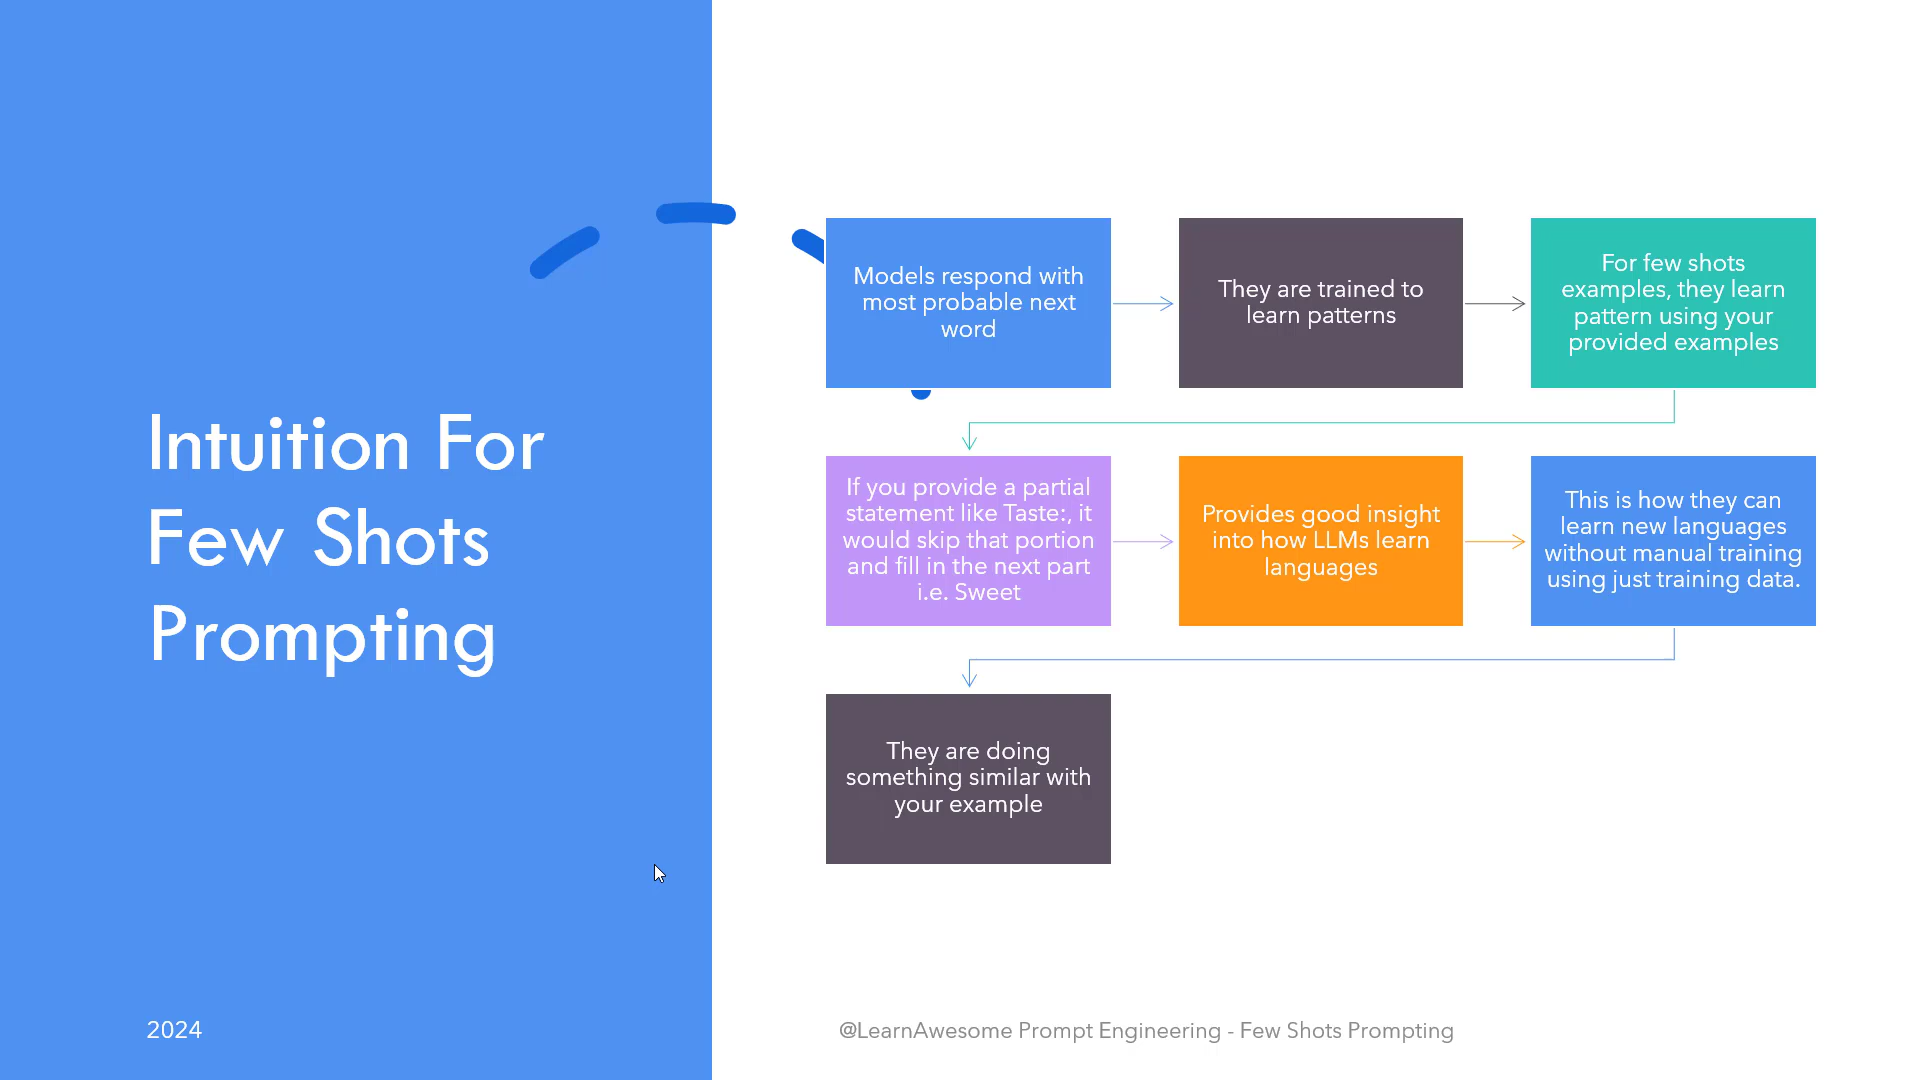 Intuition For
Few Shots
Prompting
Models respond with
most probable next
word
They are trained to
learn patterns
For few shots
examples, they learn
pattern using your
provided examples
If you provide a partial
statement like Taste:, it
would skip that portion
and fill in the next part
i.e. Sweet
Provides good insight
into how LLMs learn
languages
This is how they can
learn new languages
without manual training
using just training data.
They are doing
something similar with
your example
2024
@LearnAwesome Prompt Engineering - Few Shots Prompting